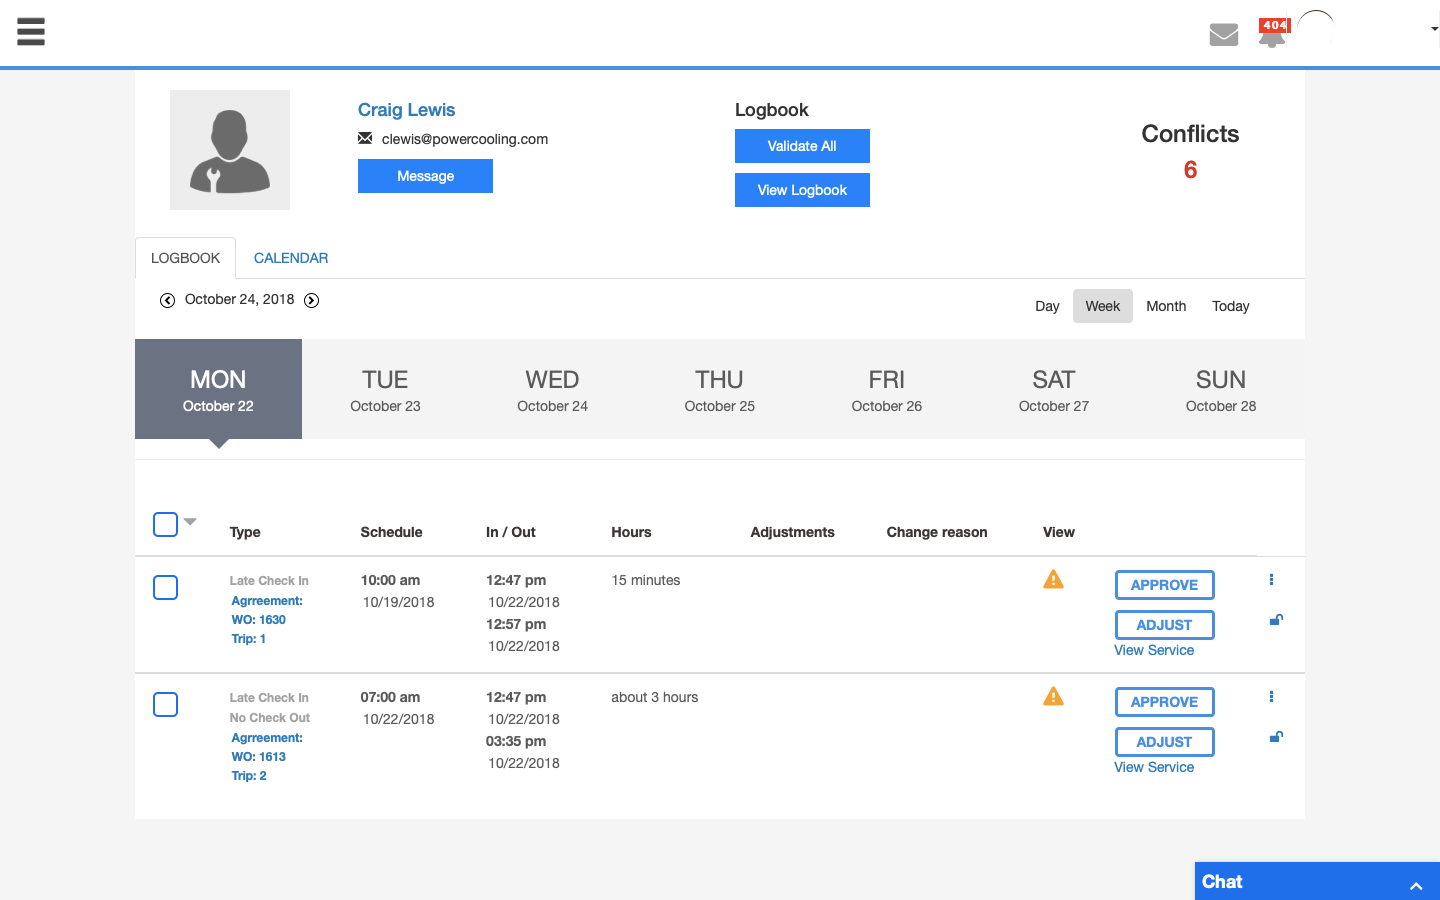 404
Craig Lewis
clewis@powercooling.com
Message
Logbook
Validate All
View Logbook
Conflicts
6
LOGBOOK CALENDAR
October 24, 2018
Day Week Month Today
MON TUE WED THU FRI SAT SUN
October 22 October 23 October 24 October 25 October 26 October 27 October 28
Type Schedule In / Out Hours Adjustments Change reason View
Late Check In 10:00 am 12:47 pm 15 minutes APPROVE
Agrreement: 10/19/2018 10/22/2018
WO: 1630 12:57 pm ADJUST
Trip: 1 10/22/2018 View Service
Late Check In 07:00 am 12:47 pm about 3 hours APPROVE
No Check Out 10/22/2018 10/22/2018
Agrreement: 03:35 pm ADJUST
WO: 1613 10/22/2018 View Service
Trip: 2
Chat